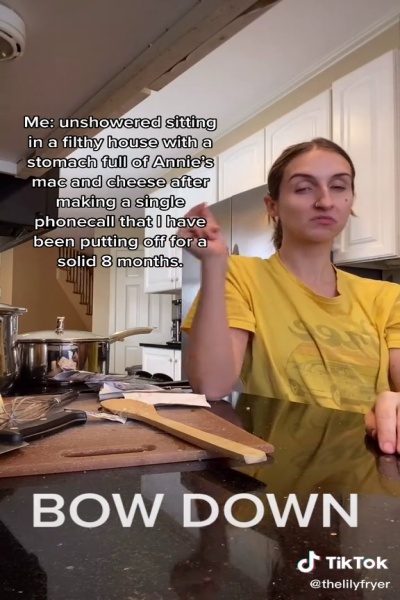 Me: unshowered sitting
in a filthy house with a
stomach full of Annie's
mac and cheese after
making a single
phonecall that I have
been putting off for a
solid 8 months.
BOW DOWN
TikTok
@thelilyfryer